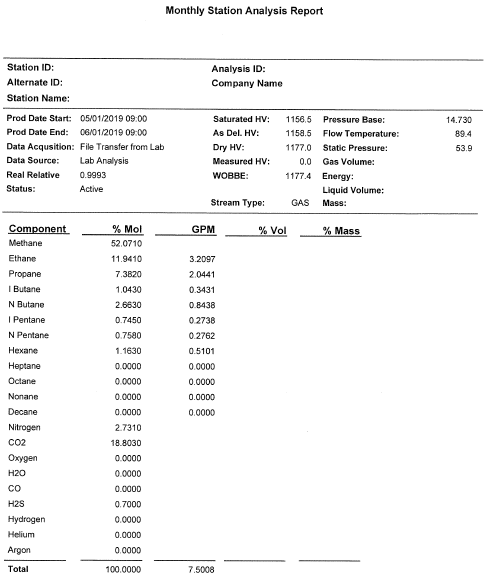 Monthly Station Analysis Report
Station ID: Analysis ID:
Alternate ID: Company Name
Station Name:
Prod Date Start: 05/01/2019 09:00 Saturated HV: 1156.5 Pressure Base: 14.730
Prod Date End: 06/01/2019 09:00 As Del. HV: 1158.5 Flow Temperature: 89.4
Data Acqusition: File Transfer from Lab Dry HV: 1177.0 Static Pressure: 53.9
Data Source: Lab Analysis Measured HV: 0.0 Gas Volume:
Real Relative 0.9993 WOBBE: 1177.4 Energy:
Status: Active Liquid Volume:
Stream Type: GAS Mass:
Component % Mol GPM % Vol % Mass
Methane 52.0710
Ethane 11.9410 3.2097
Propane 7.3820 2.0441
I Butane 1.0430 0.3431
N Butane 2.6630 0.8438
I Pentane 0.7450 0.2738
N Pentane 0.7580 0.2762
Hexane 1.1630 0.5101
Heptane 0.0000 0.0000
Octane 0.0000 0.0000
Nonane 0.0000 0.0000
Decane 0.0000 0.0000
Nitrogen 2.7310
CO2 18.8030
Oxygen 0.0000
H2O 0.0000
CO 0.0000
H2S 0.7000
Hydrogen 0.0000
Helium 0.0000
Argon 0.0000
Total 100.0000 7.5008